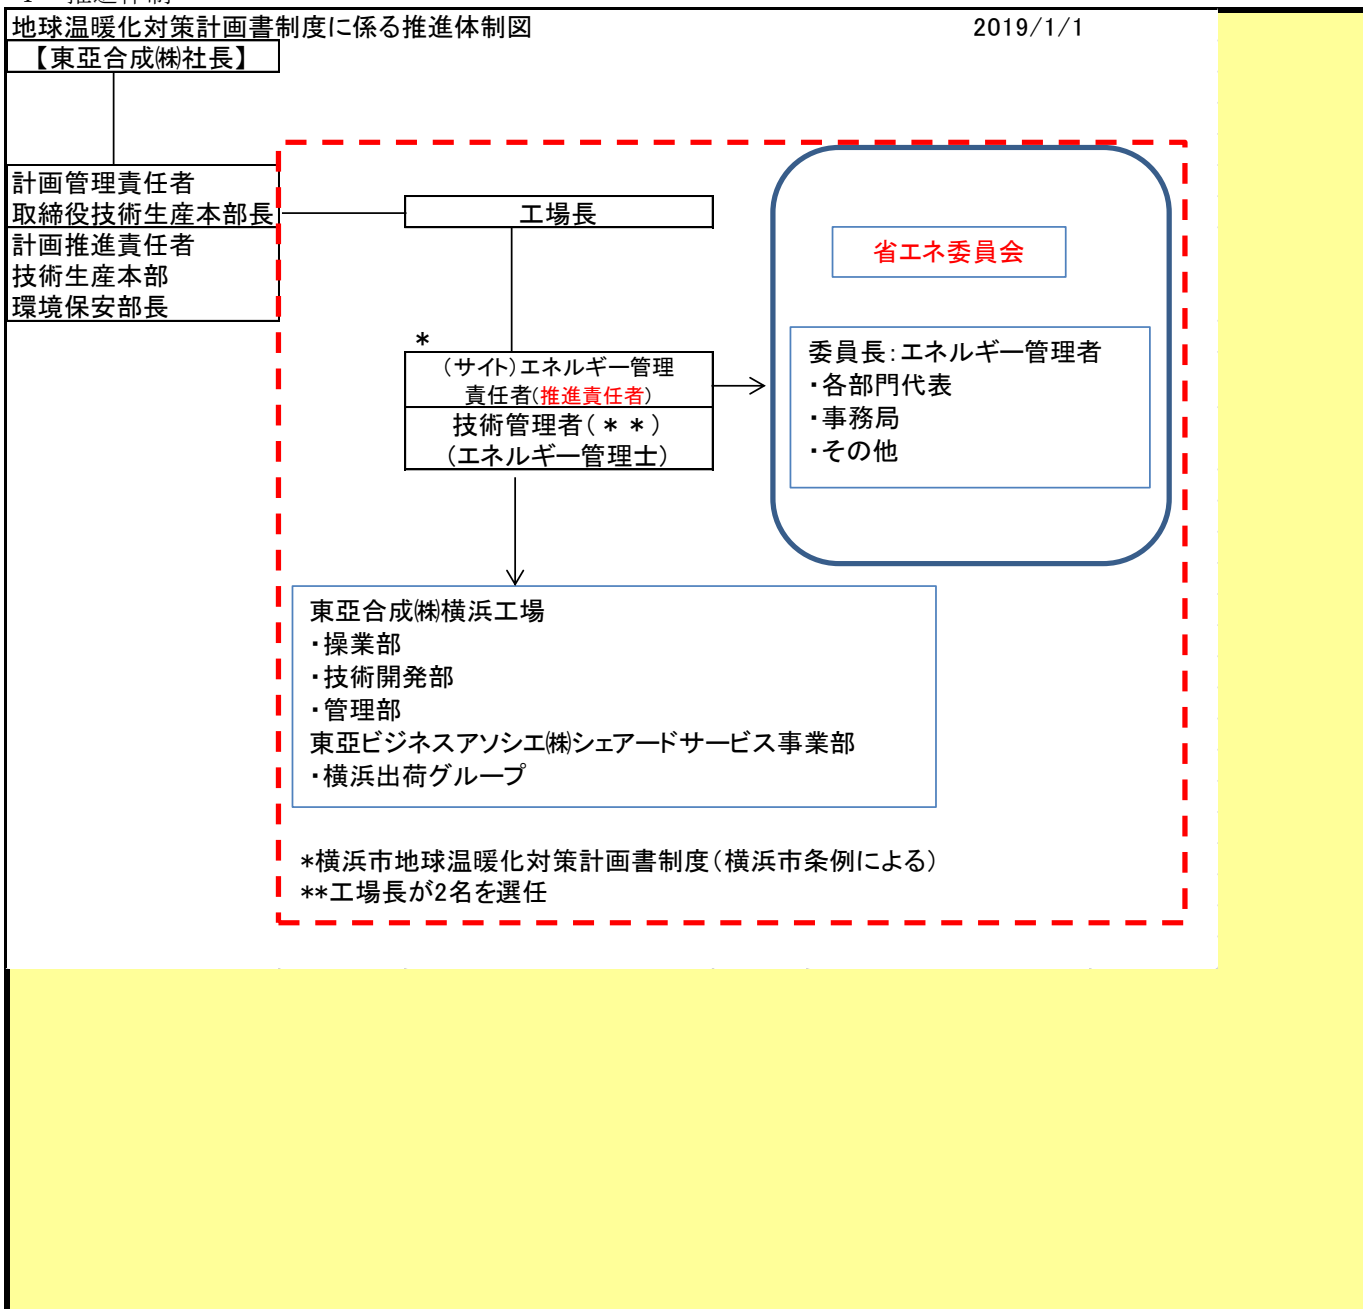 地球温暖化対策計画書制度に係る推進体制図 2019/1/1
【東亞合成㈱社長】
計画管理責任者
取締役技術生産本部長
計画推進責任者
技術生産本部
環境保安部長
工場長
*
(サイト)エネルギー管理
責任者(推進責任者)
技術管理者(＊＊)
(エネルギー管理士)
省エネ委員会
委員長:エネルギー管理者
・各部門代表
・事務局
・その他
東亞合成㈱横浜工場
・操業部
・技術開発部
・管理部
東亞ビジネスアソシエ㈱シェアードサービス事業部
・横浜出荷グループ
*横浜市地球温暖化対策計画書制度(横浜市条例による)
**工場長が2名を選任